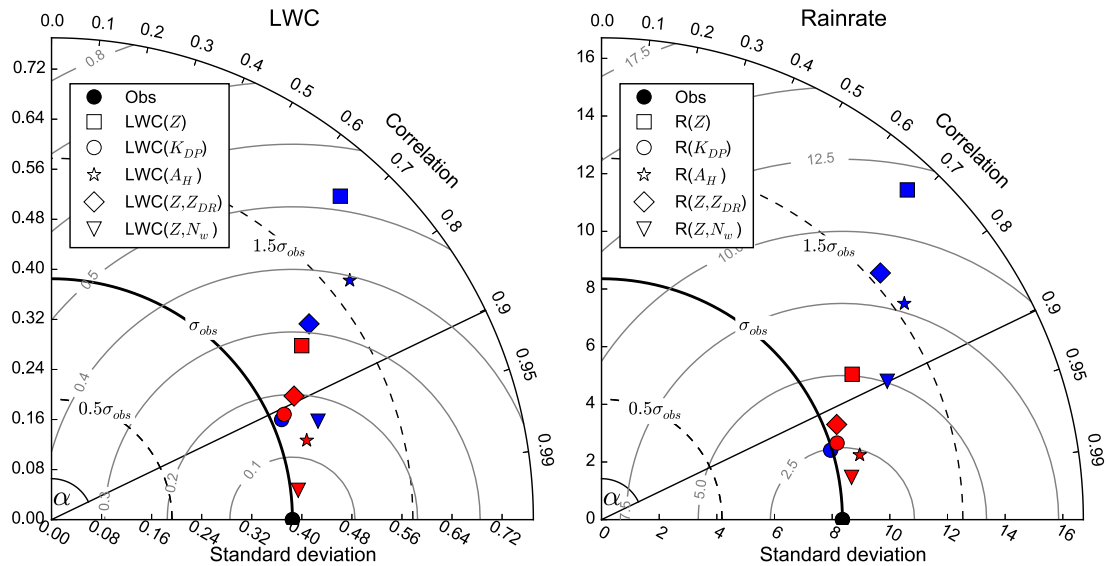 LWC
0.0
0.1
0.2
0.3
0.4
0.5
0.6
0.7
0.8
0.9
0.95
0.99
Correlation
0.72
0.64
0.56
0.48
0.40
0.32
0.24
0.16
0.08
0.00
0.00
0.08
0.16
0.24
0.32
0.40
0.48
0.56
0.64
0.72
Standard deviation
Obs
LWC(Z)
LWC(K_DP)
LWC(A_H)
LWC(Z,Z_DR)
LWC(Z,N_w)
0.8
0.5
0.4
0.3
0.2
0.1
1.5σ_obs
σ_obs
0.5σ_obs
α
Rainrate
0.0
0.1
0.2
0.3
0.4
0.5
0.6
0.7
0.8
0.9
0.95
0.99
Correlation
16
14
12
10
8
6
4
2
0
0
2
4
6
8
10
12
14
16
Standard deviation
Obs
R(Z)
R(K_DP)
R(A_H)
R(Z,Z_DR)
R(Z,N_w)
17.5
12.5
10.0
7.5
5.0
2.5
1.5σ_obs
σ_obs
0.5σ_obs
α